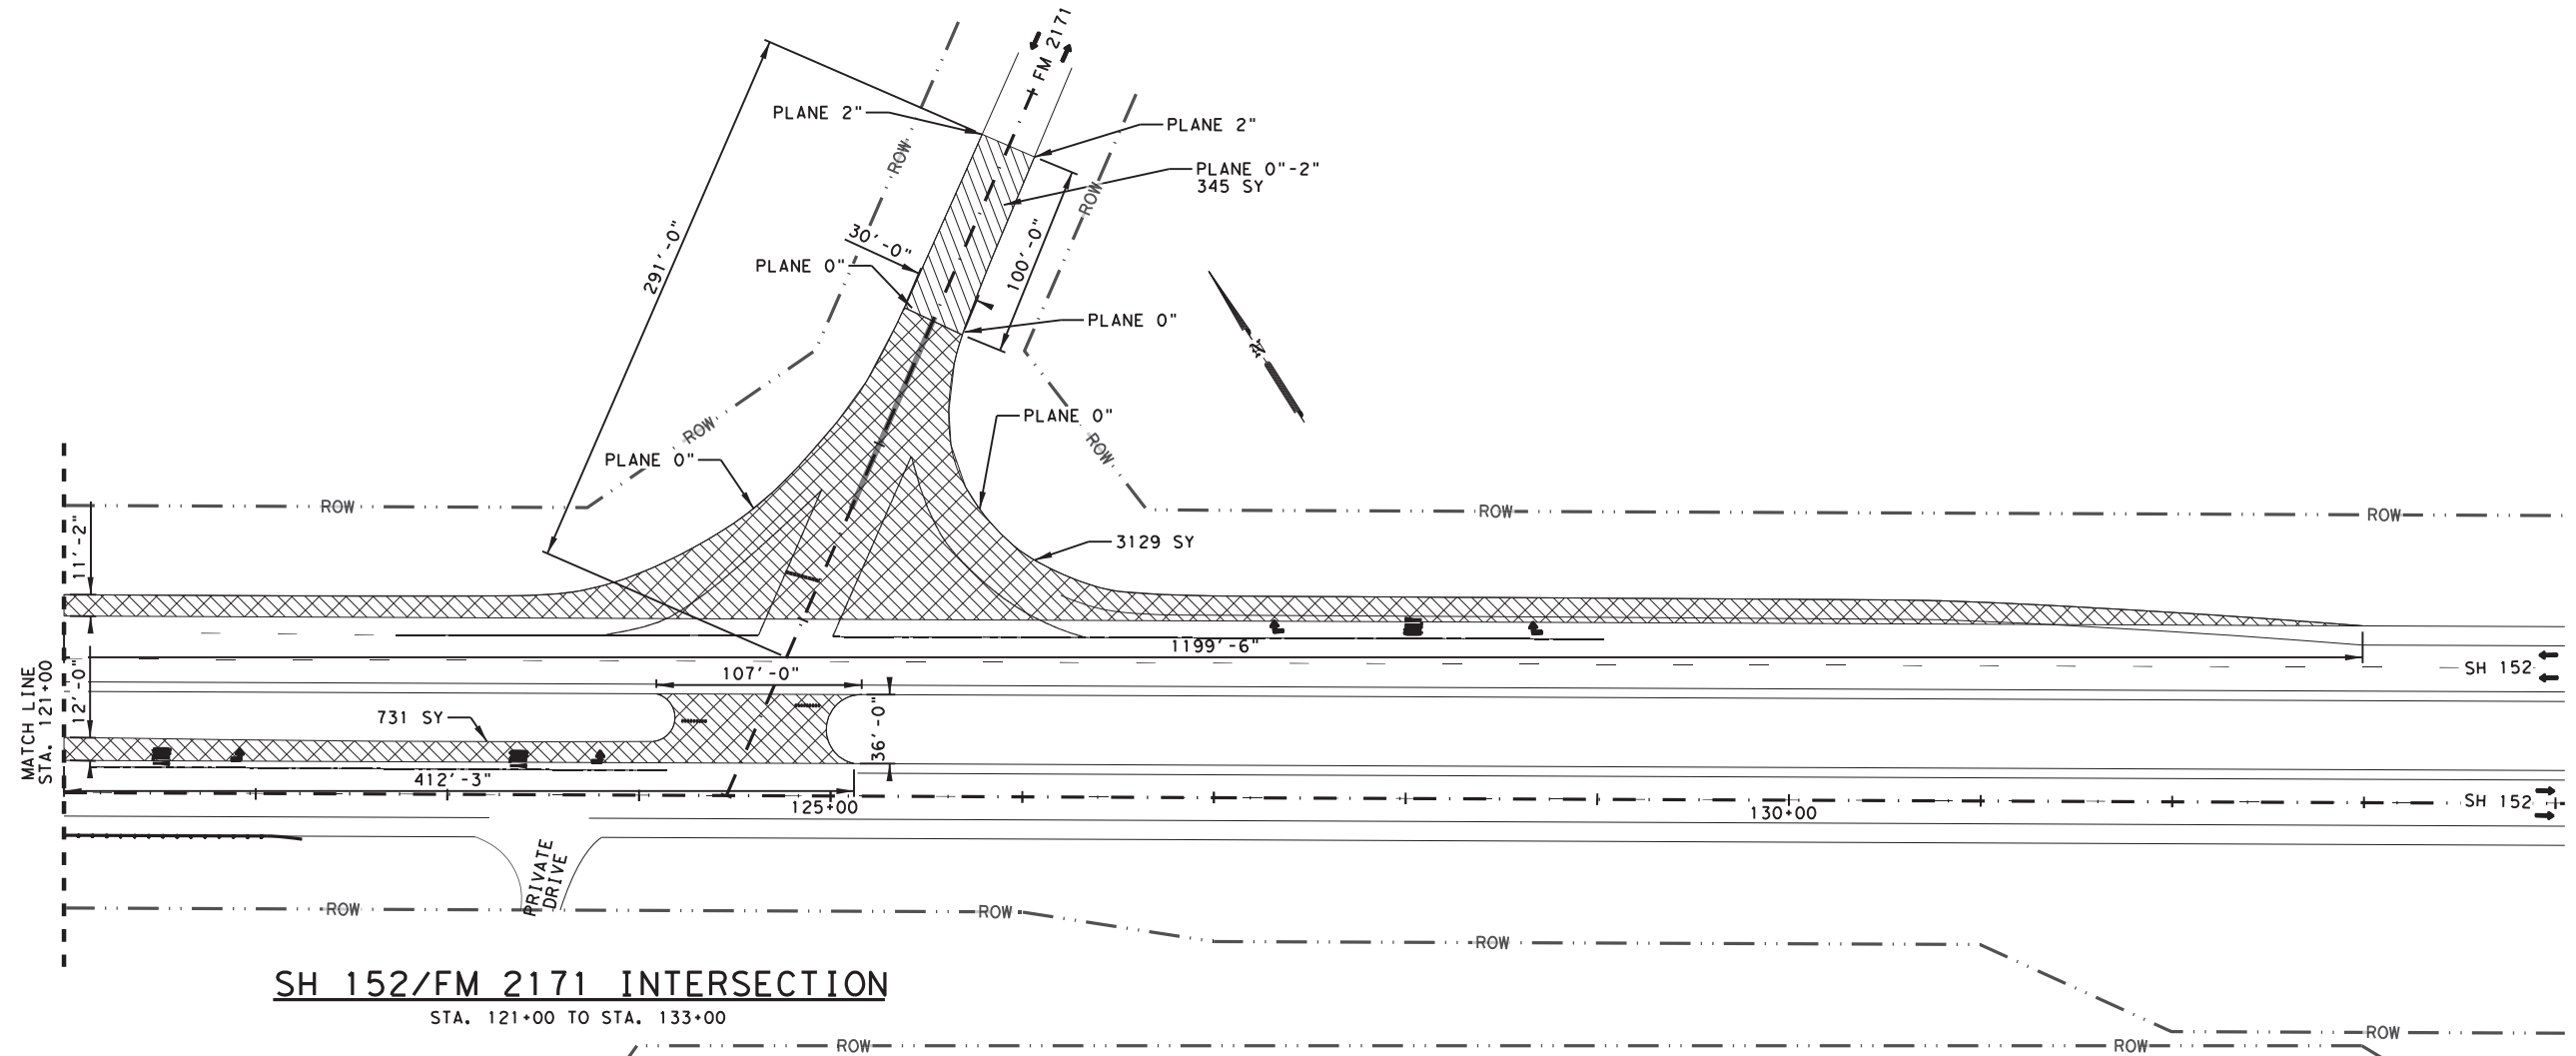 FM 2171
PLANE 2"
PLANE 2"
PLANE 0"-2"
345 SY
ROW
ROW
291'-0"
30'-0"
100'-0"
PLANE 0"
PLANE 0"
PLANE 0"
PLANE 0"
ROW
ROW
ROW
ROW
ROW
11'-2"
3129 SY
1199'-6"
MATCH LINE
STA. 121+00
12'-0"
107'-0"
SH 152
731 SY
36'-0"
412'-3"
125+00
130+00
SH 152
PRIVATE
DRIVE
ROW
ROW
ROW
SH 152/FM 2171 INTERSECTION
STA. 121+00 TO STA. 133+00
ROW
ROW
ROW